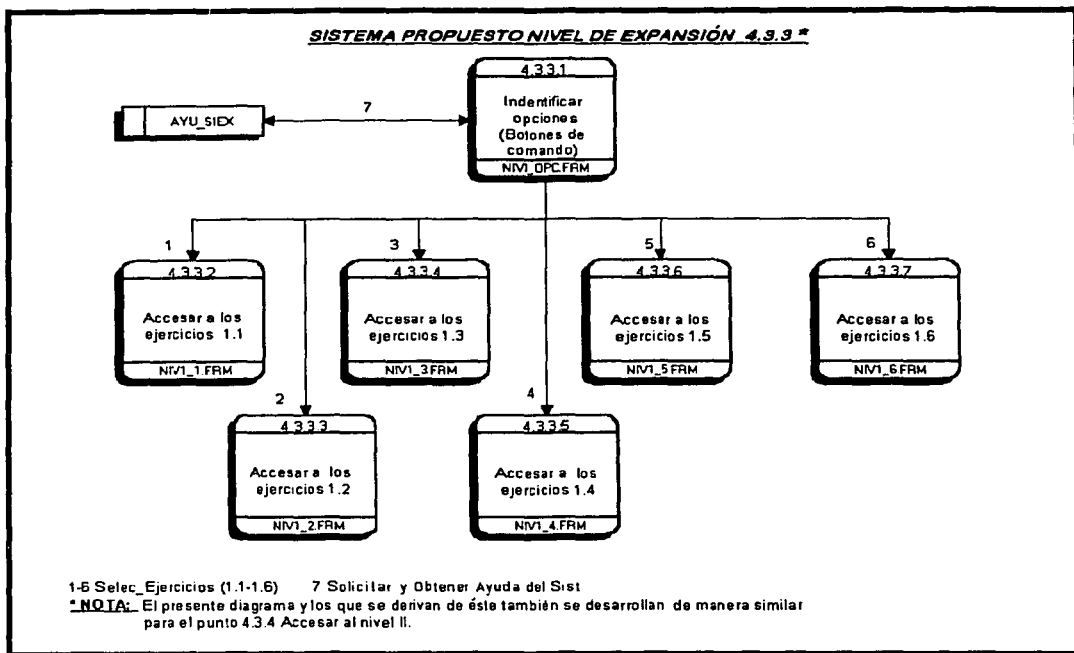 SISTEMA PROPUESTO NIVEL DE EXPANSIÓN 4.3.3 *
4.3.3.1
Indentificar
opciones
(Botones de
comando)
NIV1_OPC.FRM
AYU_SIEX
7
1
4.3.3.2
Accesar a los
ejercicios 1.1
NIV1_1.FRM
3
4.3.3.4
Accesar a los
ejercicios 1.3
NIV1_3.FRM
5
4.3.3.6
Accesar a los
ejercicios 1.5
NIV1_5.FRM
6
4.3.3.7
Accesar a los
ejercicios 1.6
NIV1_6.FRM
2
4.3.3.3
Accesar a los
ejercicios 1.2
NIV1_2.FRM
4
4.3.3.5
Accesar a los
ejercicios 1.4
NIV1_4.FRM
1-6 Selec_Ejercicios (1.1-1.6) 7 Solicitar y Obtener Ayuda del Sist
* NOTA: El presente diagrama y los que se derivan de éste también se desarrollan de manera similar
para el punto 4.3.4 Accesar al nivel II.